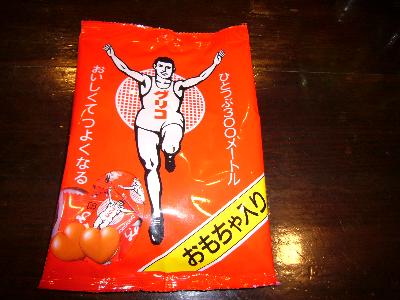 ひとつぶ300メートル
グリコ
おいしくてつよくなる
おもちゃ入り